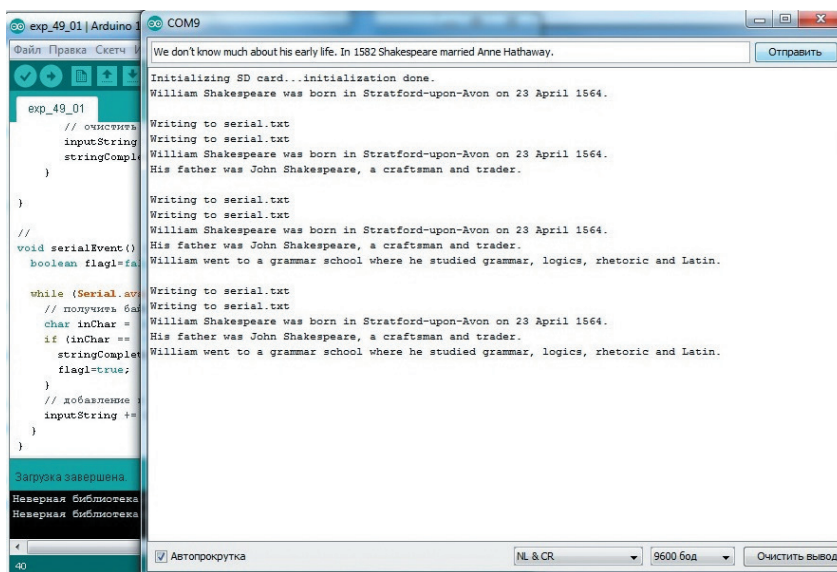 exp_49_01 | Arduino 1
Файл Правка Скетч И
exp_49_01
// очистить
inputString
stringComple
}
}
//
void serialEvent()
boolean flag1=fal
while (Serial.ava
// получить бай
char inChar =
if (inChar ==
stringComplet
flag1=true;
}
// добавление
inputString +=
}
}
Загрузка завершена.
Неверная библиотека
Неверная библиотека
40
COM9
We don't know much about his early life. In 1582 Shakespeare married Anne Hathaway.
Отправить
Initializing SD card...initialization done.
William Shakespeare was born in Stratford-upon-Avon on 23 April 1564.
Writing to serial.txt
Writing to serial.txt
William Shakespeare was born in Stratford-upon-Avon on 23 April 1564.
His father was John Shakespeare, a craftsman and trader.
Writing to serial.txt
Writing to serial.txt
William Shakespeare was born in Stratford-upon-Avon on 23 April 1564.
His father was John Shakespeare, a craftsman and trader.
William went to a grammar school where he studied grammar, logics, rhetoric and Latin.
Writing to serial.txt
Writing to serial.txt
William Shakespeare was born in Stratford-upon-Avon on 23 April 1564.
His father was John Shakespeare, a craftsman and trader.
William went to a grammar school where he studied grammar, logics, rhetoric and Latin.
Автопрокрутка
NL & CR
9600 бод
Очистить вывод